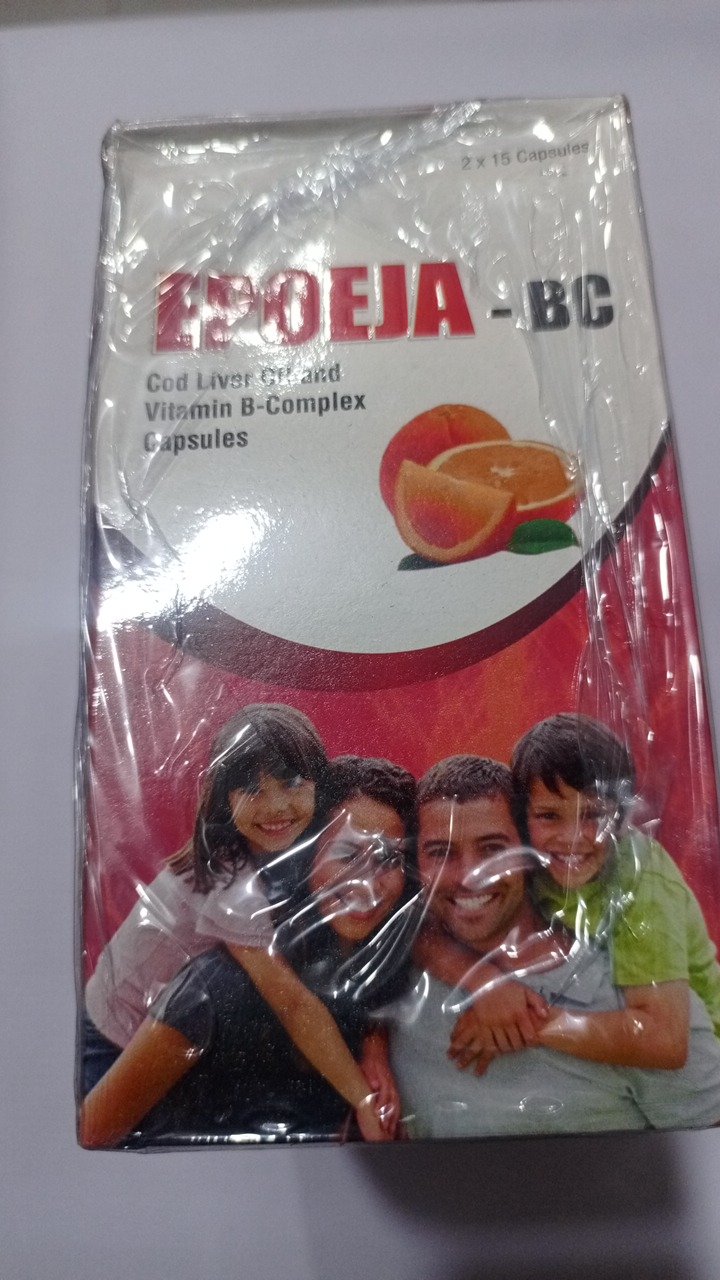 2 x 15 Capsules
EPOEJA - BC
Cod Liver Oil and
Vitamin B-Complex
Capsules